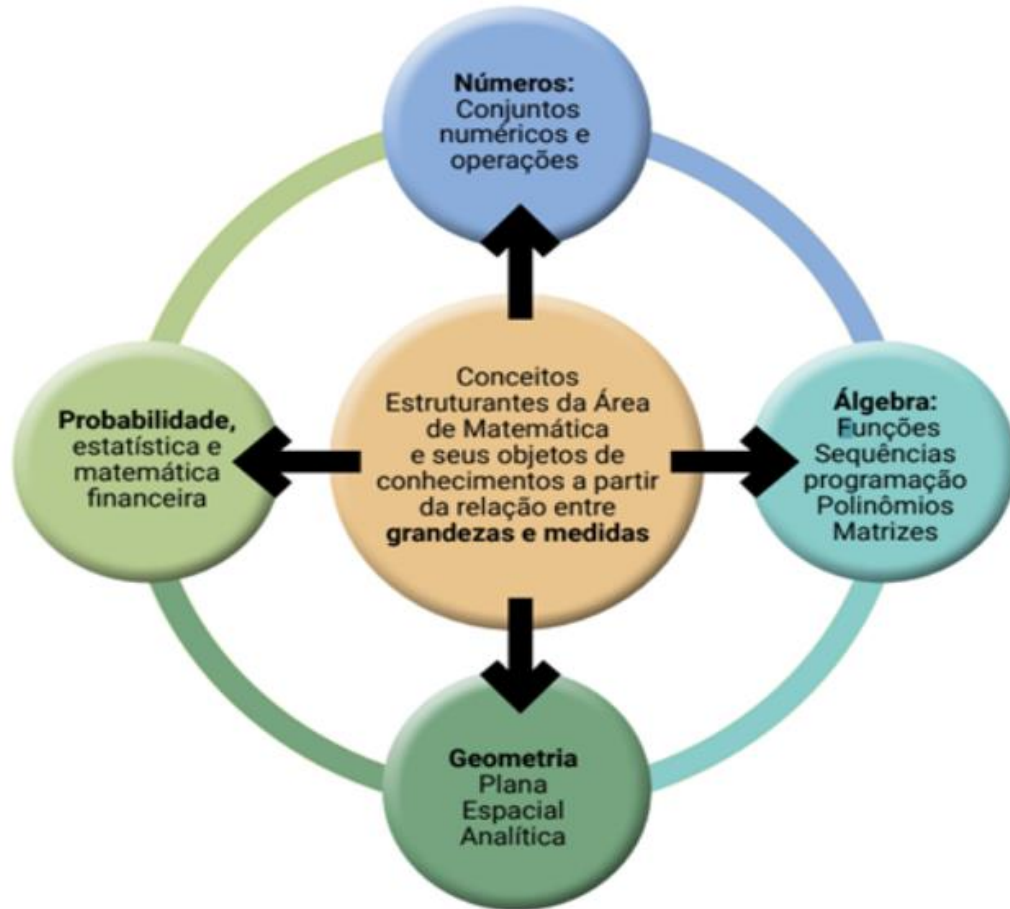 Números:
Conjuntos
numéricos e
operações
Probabilidade,
estatística e
matemática
financeira
Conceitos
Estruturantes da Área
de Matemática
e seus objetos de
conhecimentos a partir
da relação entre
grandezas e medidas
Álgebra:
Funções
Sequências
programação
Polinômios
Matrizes
Geometria
Plana
Espacial
Analítica